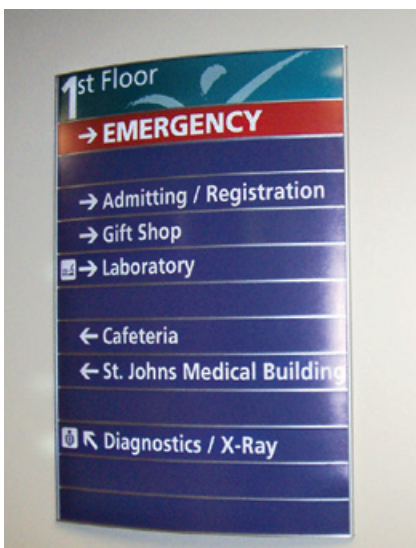 1st Floor
→ EMERGENCY
→ Admitting / Registration
→ Gift Shop
→ Laboratory
← Cafeteria
← St. Johns Medical Building
↖ Diagnostics / X-Ray